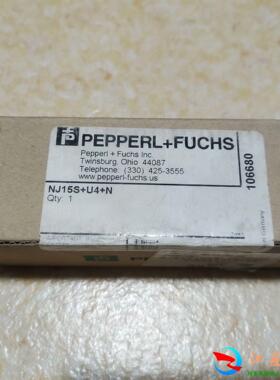 PEPPERL+FUCHS
Pepperl + Fuchs Inc.
Twinsburg, Ohio 44087
Telephone: (330) 425-3555
www.pepperl-fuchs.us
NJ15S+U4+N
Qty: 1
106680
Germany